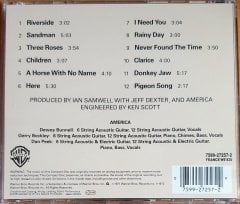 1 Riverside 3:02
2 Sandman 5:03
3 Three Roses 3:54
4 Children 3:07
5 A Horse With No Name 4:10
6 Here 5:30
7 I Need You 3:04
8 Rainy Day 3:00
9 Never Found The Time 3:50
10 Clarice 4:00
11 Donkey Jaw 5:17
12 Pigeon Song 2:17
PRODUCED BY IAN SAMWELL WITH JEFF DEXTER, AND AMERICA
ENGINEERED BY KEN SCOTT
AMERICA
Dewey Bunnell 6 String Acoustic Guitar, 12 String Acoustic Guitar, Vocals
Gerry Beckley 6 String & 12 String Acoustic Guitar, Piano, Chimes, Bass, Vocals
Dan Peek 6 String Acoustic Guitar, 12 String Acoustic & Electric Guitar,
Piano, Electric Guitar, Bass, Vocals
7599-27257-2
FRANCE WE 835
7599-27257-2